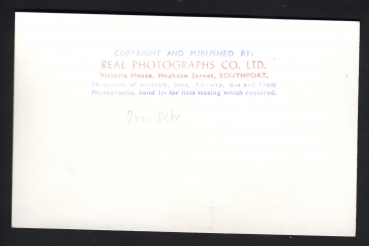 COPYRIGHT AND PUBLISHED BY:
REAL PHOTOGRAPHS CO. LTD.
Victoria House, Hoghton Street, SOUTHPORT.
Thousands of Aircraft, Ship, Railway, Bus and Tram
Photographs. Send 1/- for lists stating which required.
Iron Duke